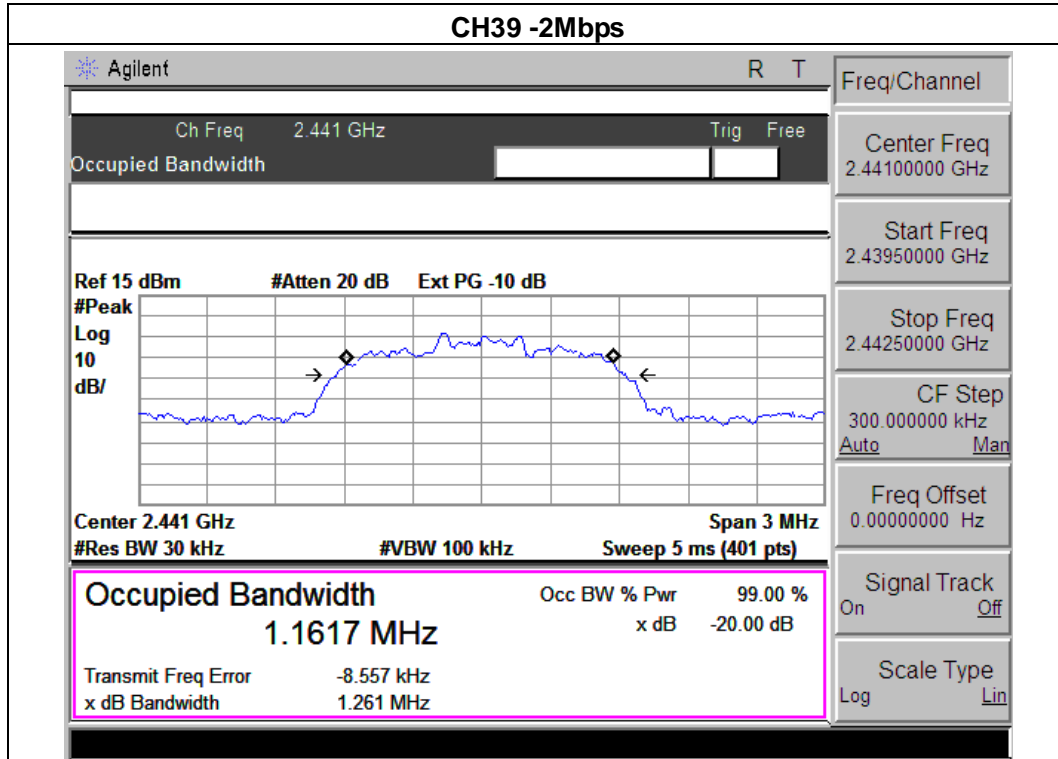 CH39 -2Mbps
Agilent R T
Ch Freq 2.441 GHz Trig Free
Occupied Bandwidth
Ref 15 dBm #Atten 20 dB Ext PG -10 dB
#Peak
Log
10
dB/
Center 2.441 GHz Span 3 MHz
#Res BW 30 kHz #VBW 100 kHz Sweep 5 ms (401 pts)
Occupied Bandwidth Occ BW % Pwr 99.00 %
1.1617 MHz x dB -20.00 dB
Transmit Freq Error -8.557 kHz
x dB Bandwidth 1.261 MHz
Freq/Channel
Center Freq
2.44100000 GHz
Start Freq
2.43950000 GHz
Stop Freq
2.44250000 GHz
CF Step
300.000000 kHz
Auto Man
Freq Offset
0.00000000 Hz
Signal Track
On Off
Scale Type
Log Lin